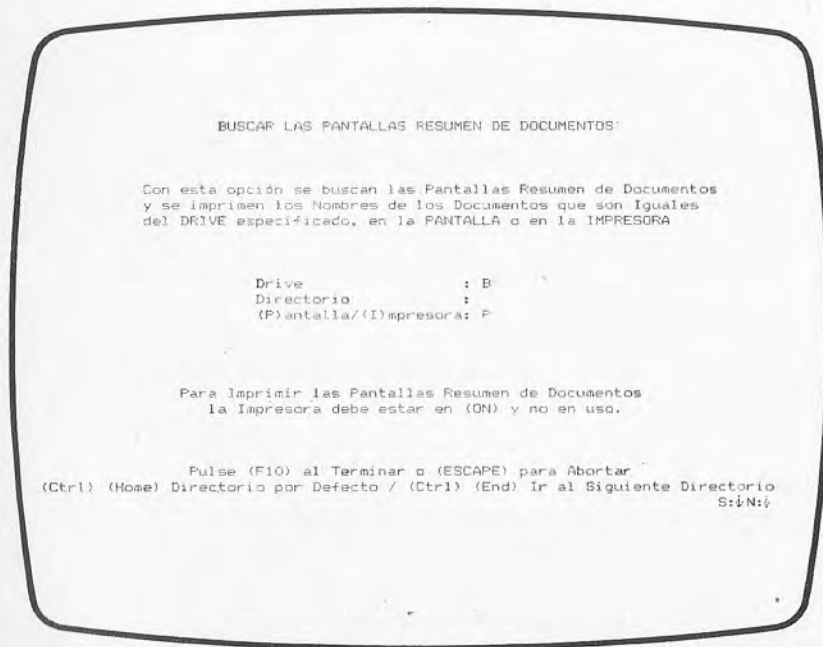 BUSCAR LAS PANTALLAS RESUMEN DE DOCUMENTOS
Con esta opción se buscan las Pantallas Resumen de Documentos
y se imprimen los Nombres de los Documentos que son Iguales
del DRIVE especificado, en la PANTALLA o en la IMPRESORA
Drive : B
Directorio :
(P)antalla/(I)mpresora: P
Para Imprimir las Pantallas Resumen de Documentos
la Impresora debe estar en (ON) y no en uso.
Pulse (F10) al Terminar o (ESCAPE) para Abortar
(Ctrl) (Home) Directorio por Defecto / (Ctrl) (End) Ir al Siguiente Directorio
S:↓N:↓